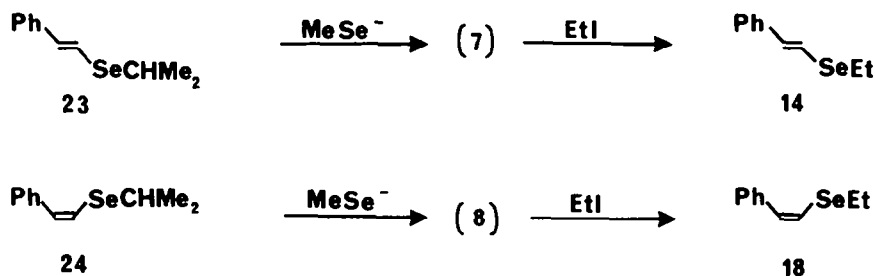 Ph SeCHMe2 23 MeSe− (7) EtI Ph SeEt 14
Ph SeCHMe2 24 MeSe− (8) EtI Ph SeEt 18